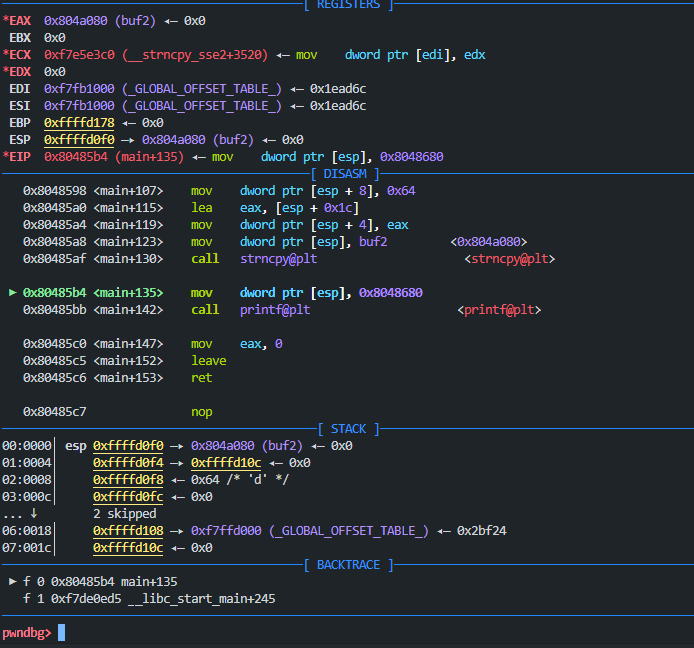 [ REGISTERS ]
*EAX  0x804a080 (buf2) ◂— 0x0
 EBX  0x0
*ECX  0xf7e5e3c0 (__strncpy_sse2+3520) ◂— mov    dword ptr [edi], edx
*EDX  0x0
 EDI  0xf7fb1000 (_GLOBAL_OFFSET_TABLE_) ◂— 0x1ead6c
 ESI  0xf7fb1000 (_GLOBAL_OFFSET_TABLE_) ◂— 0x1ead6c
 EBP  0xffffd178 ◂— 0x0
 ESP  0xffffd0f0 —▸ 0x804a080 (buf2) ◂— 0x0
*EIP  0x80485b4 (main+135) ◂— mov    dword ptr [esp], 0x8048680
[ DISASM ]
   0x8048598 <main+107>    mov    dword ptr [esp + 8], 0x64
   0x80485a0 <main+115>    lea    eax, [esp + 0x1c]
   0x80485a4 <main+119>    mov    dword ptr [esp + 4], eax
   0x80485a8 <main+123>    mov    dword ptr [esp], buf2          <0x804a080>
   0x80485af <main+130>    call   strncpy@plt                      <strncpy@plt>
 ► 0x80485b4 <main+135>    mov    dword ptr [esp], 0x8048680
   0x80485bb <main+142>    call   printf@plt                     <printf@plt>
   0x80485c0 <main+147>    mov    eax, 0
   0x80485c5 <main+152>    leave
   0x80485c6 <main+153>    ret
   0x80485c7               nop
[ STACK ]
00:0000│ esp 0xffffd0f0 —▸ 0x804a080 (buf2) ◂— 0x0
01:0004│     0xffffd0f4 —▸ 0xffffd10c ◂— 0x0
02:0008│     0xffffd0f8 ◂— 0x64 /* 'd' */
03:000c│     0xffffd0fc ◂— 0x0
... ↓        2 skipped
06:0018│     0xffffd108 —▸ 0xf7ffd000 (_GLOBAL_OFFSET_TABLE_) ◂— 0x2bf24
07:001c│     0xffffd10c ◂— 0x0
[ BACKTRACE ]
 ► f 0 0x80485b4 main+135
   f 1 0xf7de0ed5 __libc_start_main+245
pwndbg>